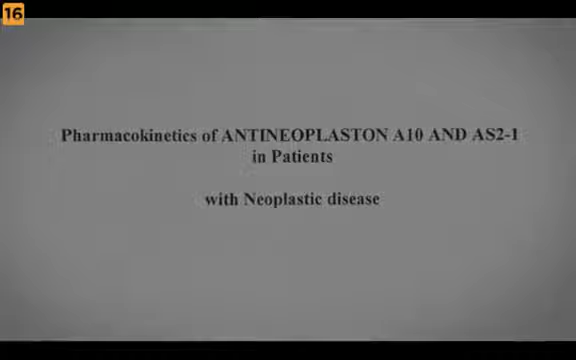 16
Pharmacokinetics of ANTINEOPLASTON A10 AND AS2-1
in Patients
with Neoplastic disease